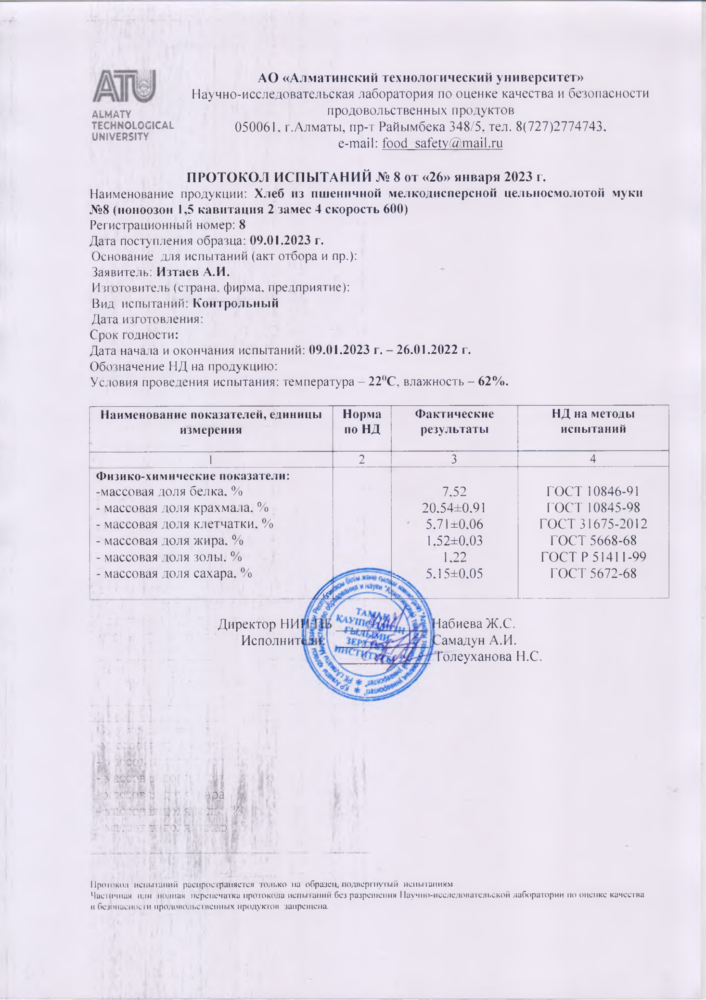 ATU
ALMATY
TECHNOLOGICAL
UNIVERSITY
АО «Алматинский технологический университет»
Научно-исследовательская лаборатория по оценке качества и безопасности
продовольственных продуктов
050061, г.Алматы, пр-т Райымбека 348/5, тел. 8(727)2774743,
e-mail: food_safety@mail.ru
ПРОТОКОЛ ИСПЫТАНИЙ № 8 от «26» января 2023 г.
Наименование продукции: Хлеб из пшеничной мелкодисперсной цельносмолотой муки
№8 (ионоозон 1,5 кавитация 2 замес 4 скорость 600)
Регистрационный номер: 8
Дата поступления образца: 09.01.2023 г.
Основание для испытаний (акт отбора и пр.):
Заявитель: Изтаев А.И.
Изготовитель (страна, фирма, предприятие):
Вид испытаний: Контрольный
Дата изготовления:
Срок годности:
Дата начала и окончания испытаний: 09.01.2023 г. – 26.01.2022 г.
Обозначение НД на продукцию:
Условия проведения испытания: температура – 22⁰С, влажность – 62%.
Наименование показателей, единицы измерения Норма по НД Фактические результаты НД на методы испытаний
1 2 3 4
Физико-химические показатели:
-массовая доля белка, % 7,52 ГОСТ 10846-91
- массовая доля крахмала, % 20,54±0,91 ГОСТ 10845-98
- массовая доля клетчатки, % 5,71±0,06 ГОСТ 31675-2012
- массовая доля жира, % 1,52±0,03 ГОСТ 5668-68
- массовая доля золы, % 1,22 ГОСТ Р 51411-99
- массовая доля сахара, % 5,15±0,05 ГОСТ 5672-68
Директор НИИ ПБ Набиева Ж.С.
Исполнители: Самадун А.И.
Толеуханова Н.С.
ТАМАҚ
ҚАУІПСІЗДІГІ
ҒЫЛЫМИ
ЗЕРТТЕУ
ИНСТИТУТЫ
Протокол испытаний распространяется только на образец, подвергнутый испытаниям
Частичная или полная перепечатка протокола испытаний без разрешения Научно-исследовательской лаборатории по оценке качества
и безопасности продовольственных продуктов запрещена.